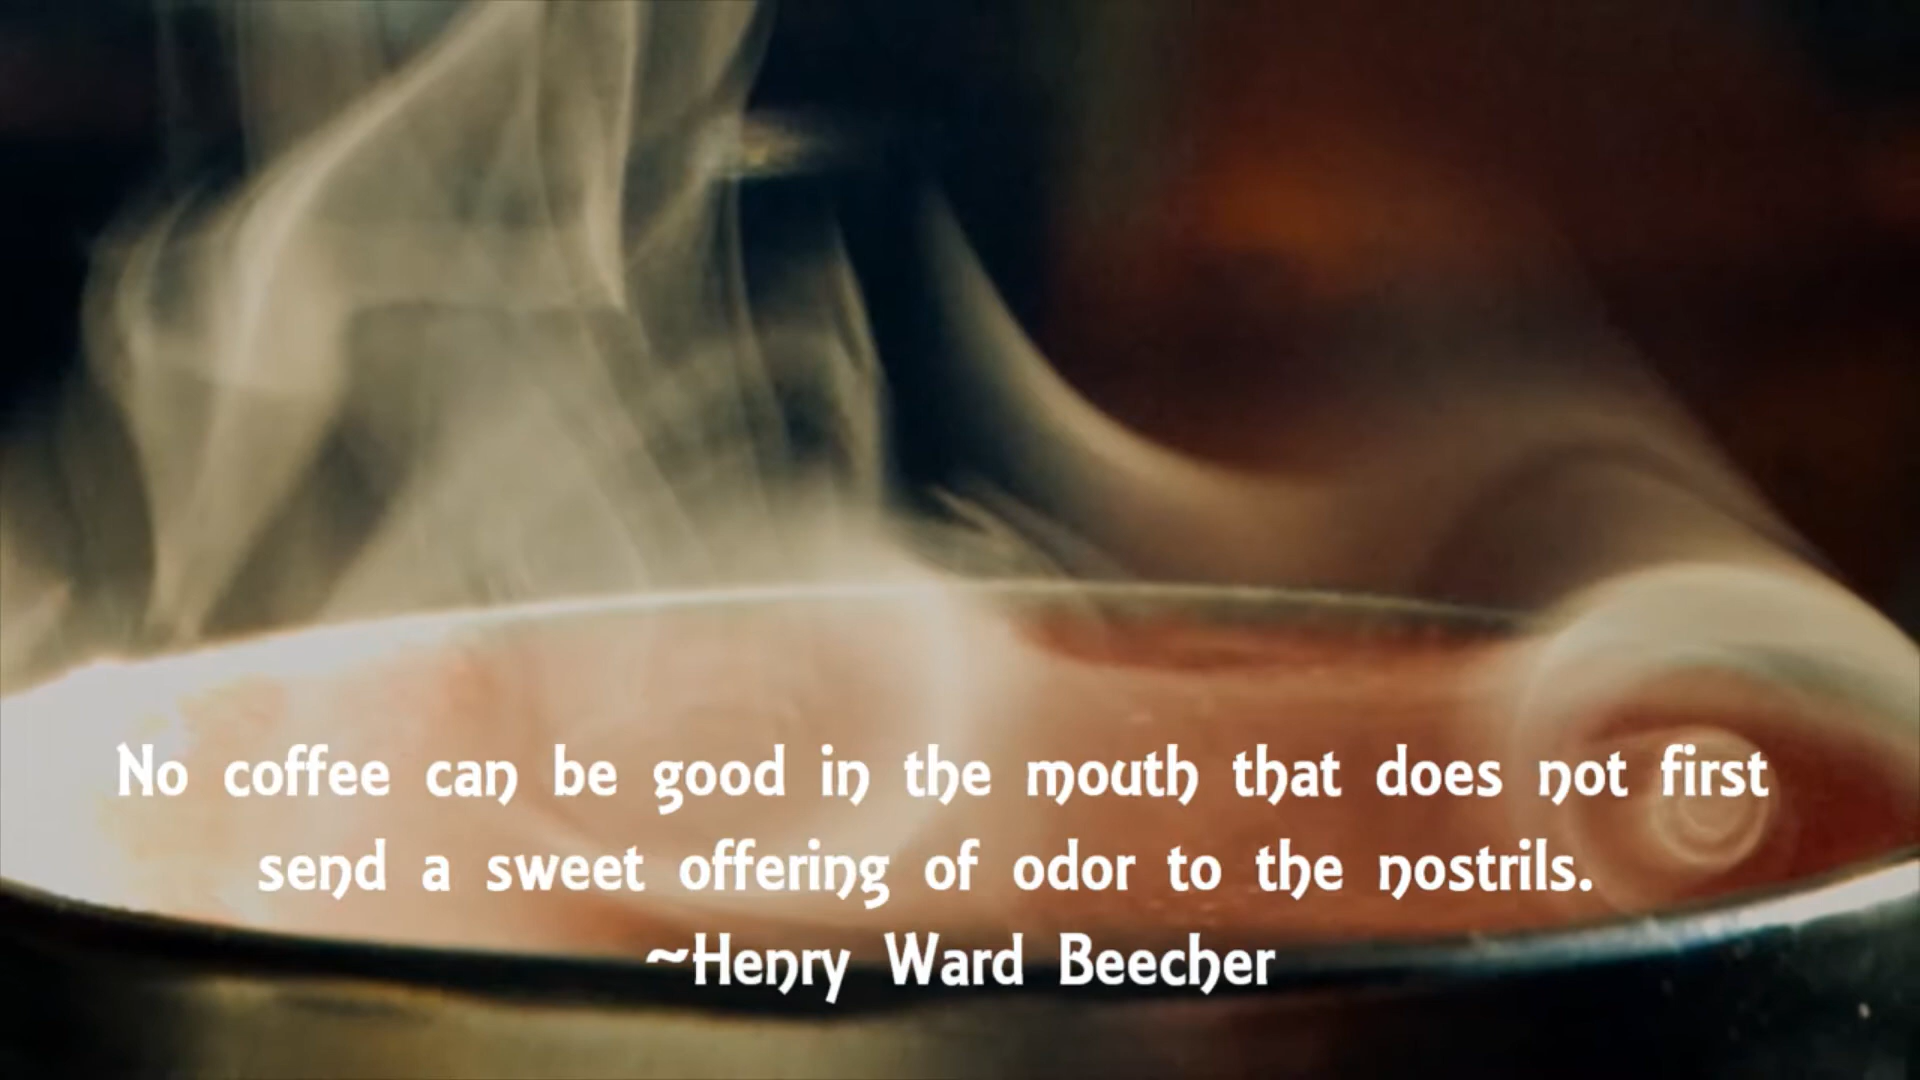 No coffee can be good in the mouth that does not first
send a sweet offering of odor to the nostrils.
~Henry Ward Beecher